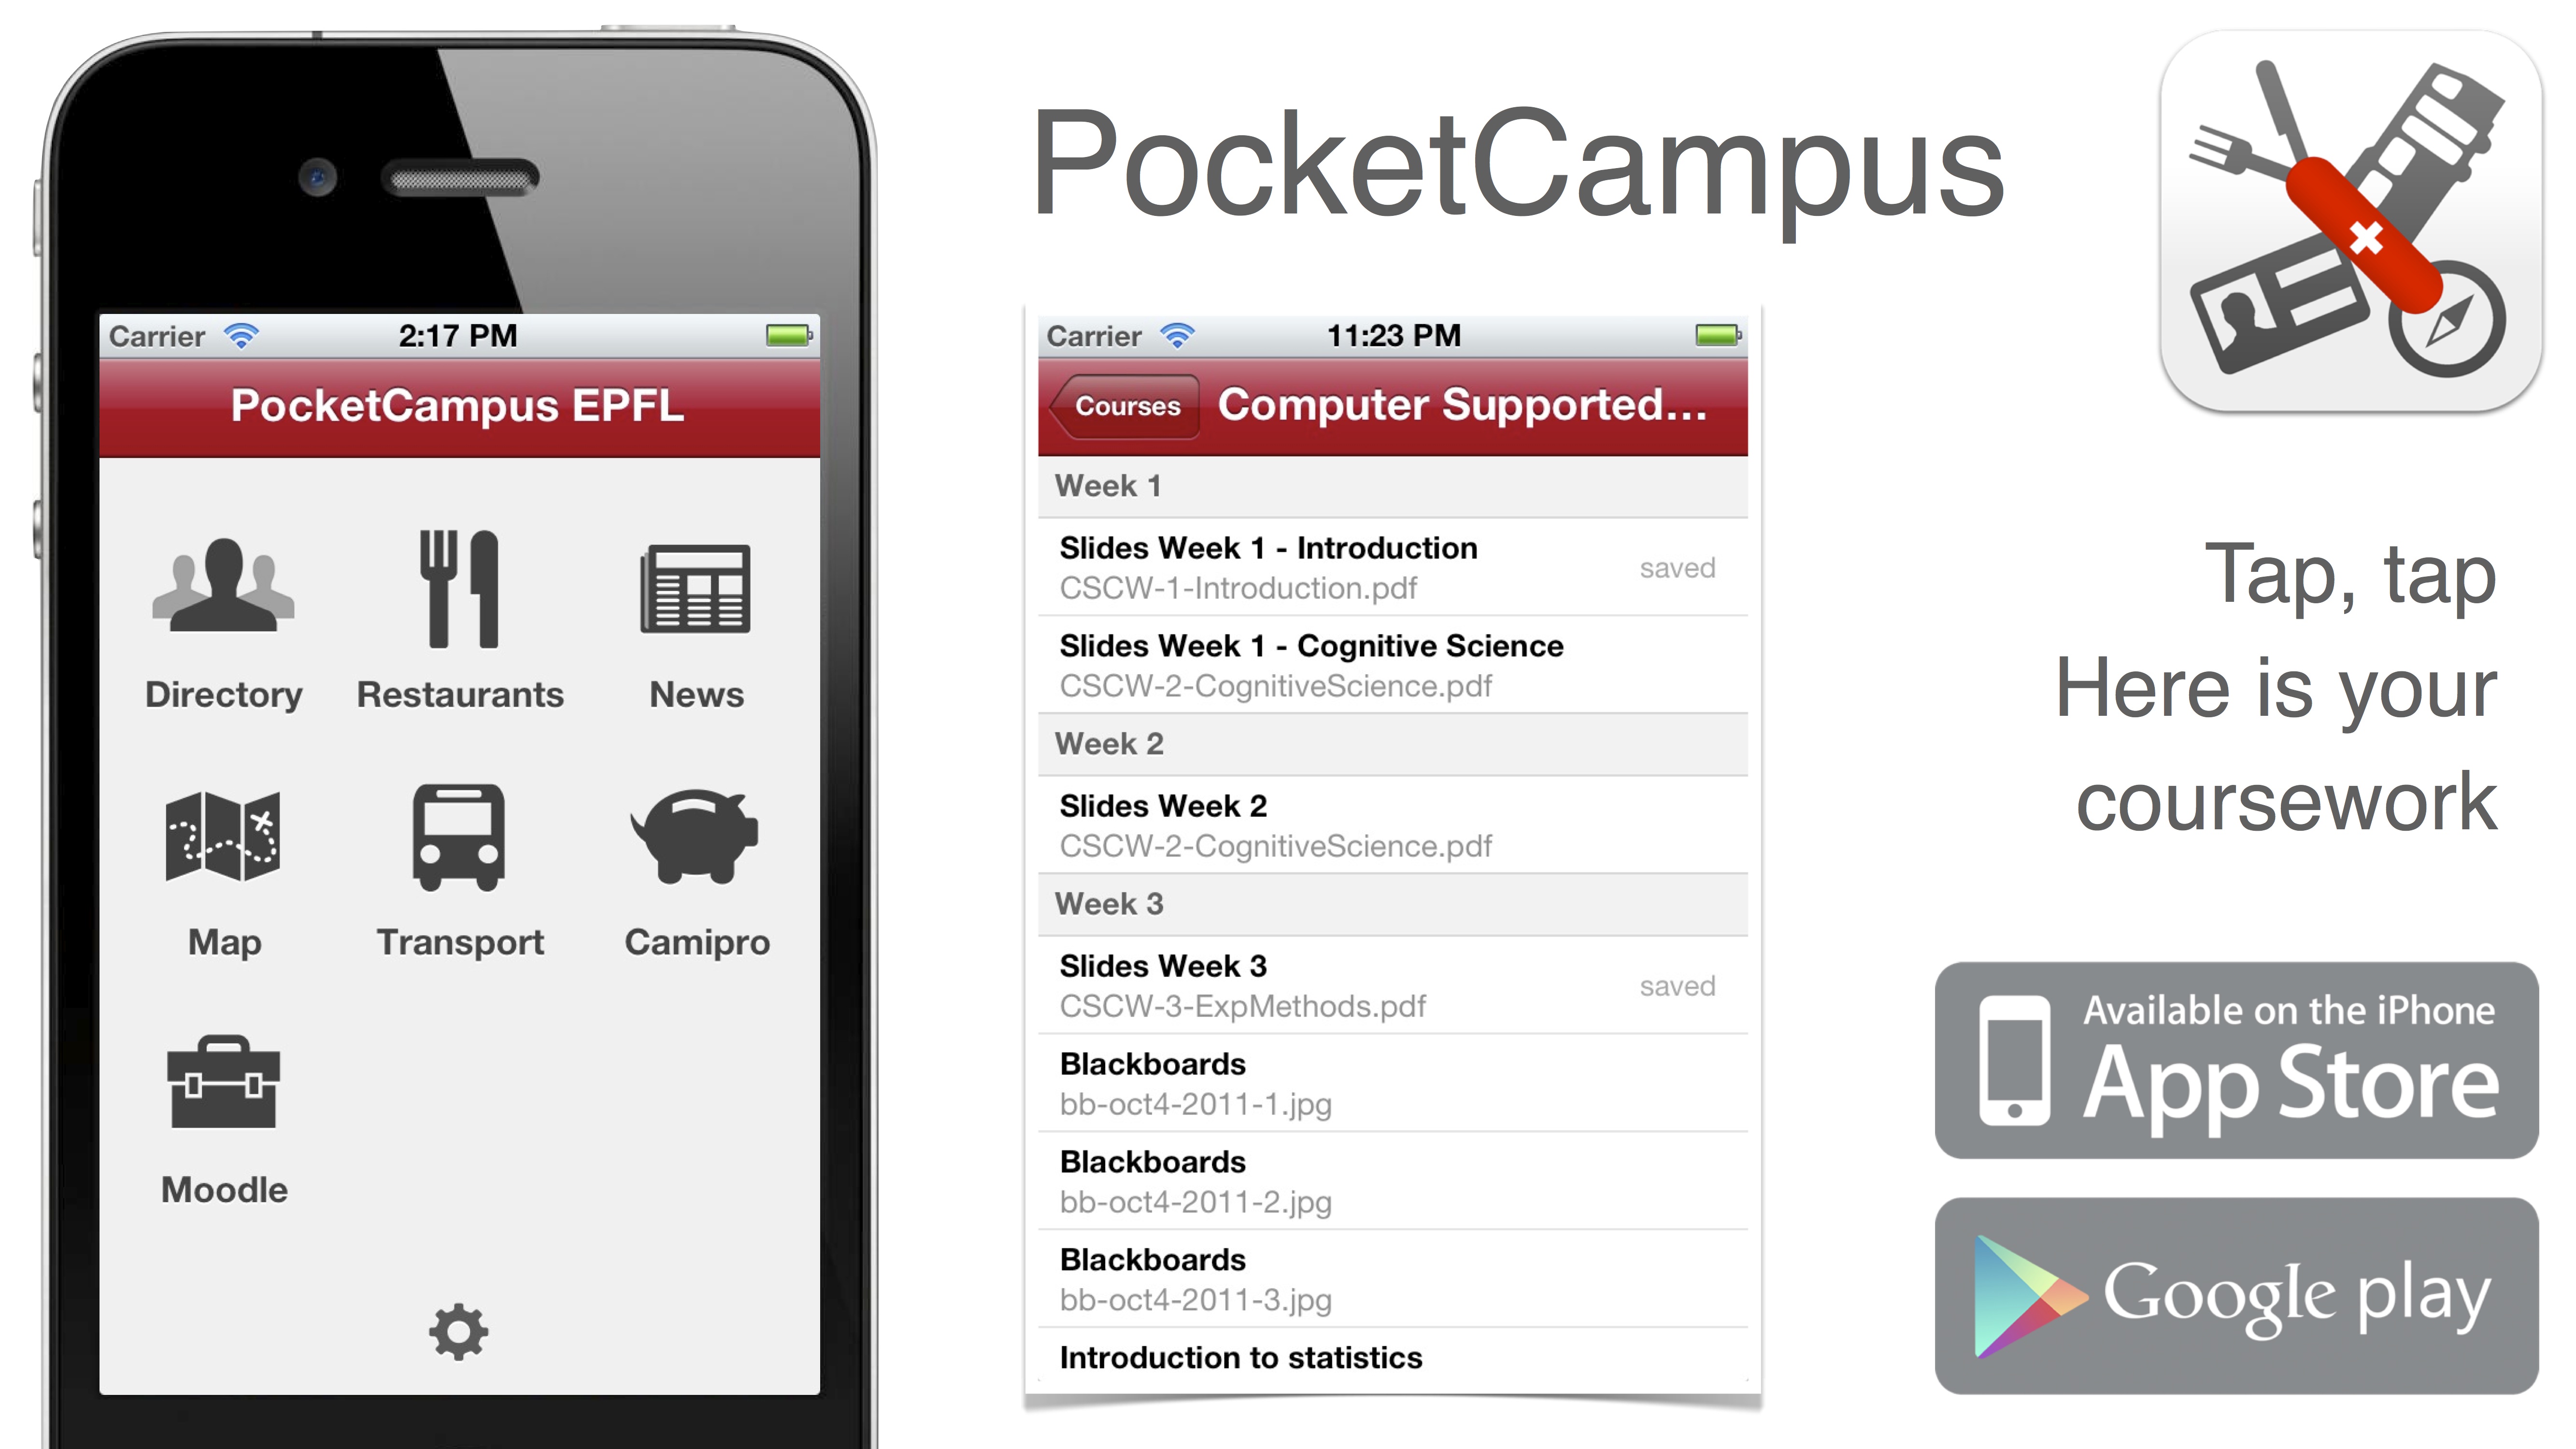 Carrier 2:17 PM
PocketCampus EPFL
Directory Restaurants News
Map Transport Camipro
Moodle
PocketCampus
Carrier 11:23 PM
Courses Computer Supported...
Week 1
Slides Week 1 - Introduction
CSCW-1-Introduction.pdf
saved
Slides Week 1 - Cognitive Science
CSCW-2-CognitiveScience.pdf
Week 2
Slides Week 2
CSCW-2-CognitiveScience.pdf
Week 3
Slides Week 3
CSCW-3-ExpMethods.pdf
saved
Blackboards
bb-oct4-2011-1.jpg
Blackboards
bb-oct4-2011-2.jpg
Blackboards
bb-oct4-2011-3.jpg
Introduction to statistics
Tap, tap
Here is your
coursework
Available on the iPhone
App Store
Google play